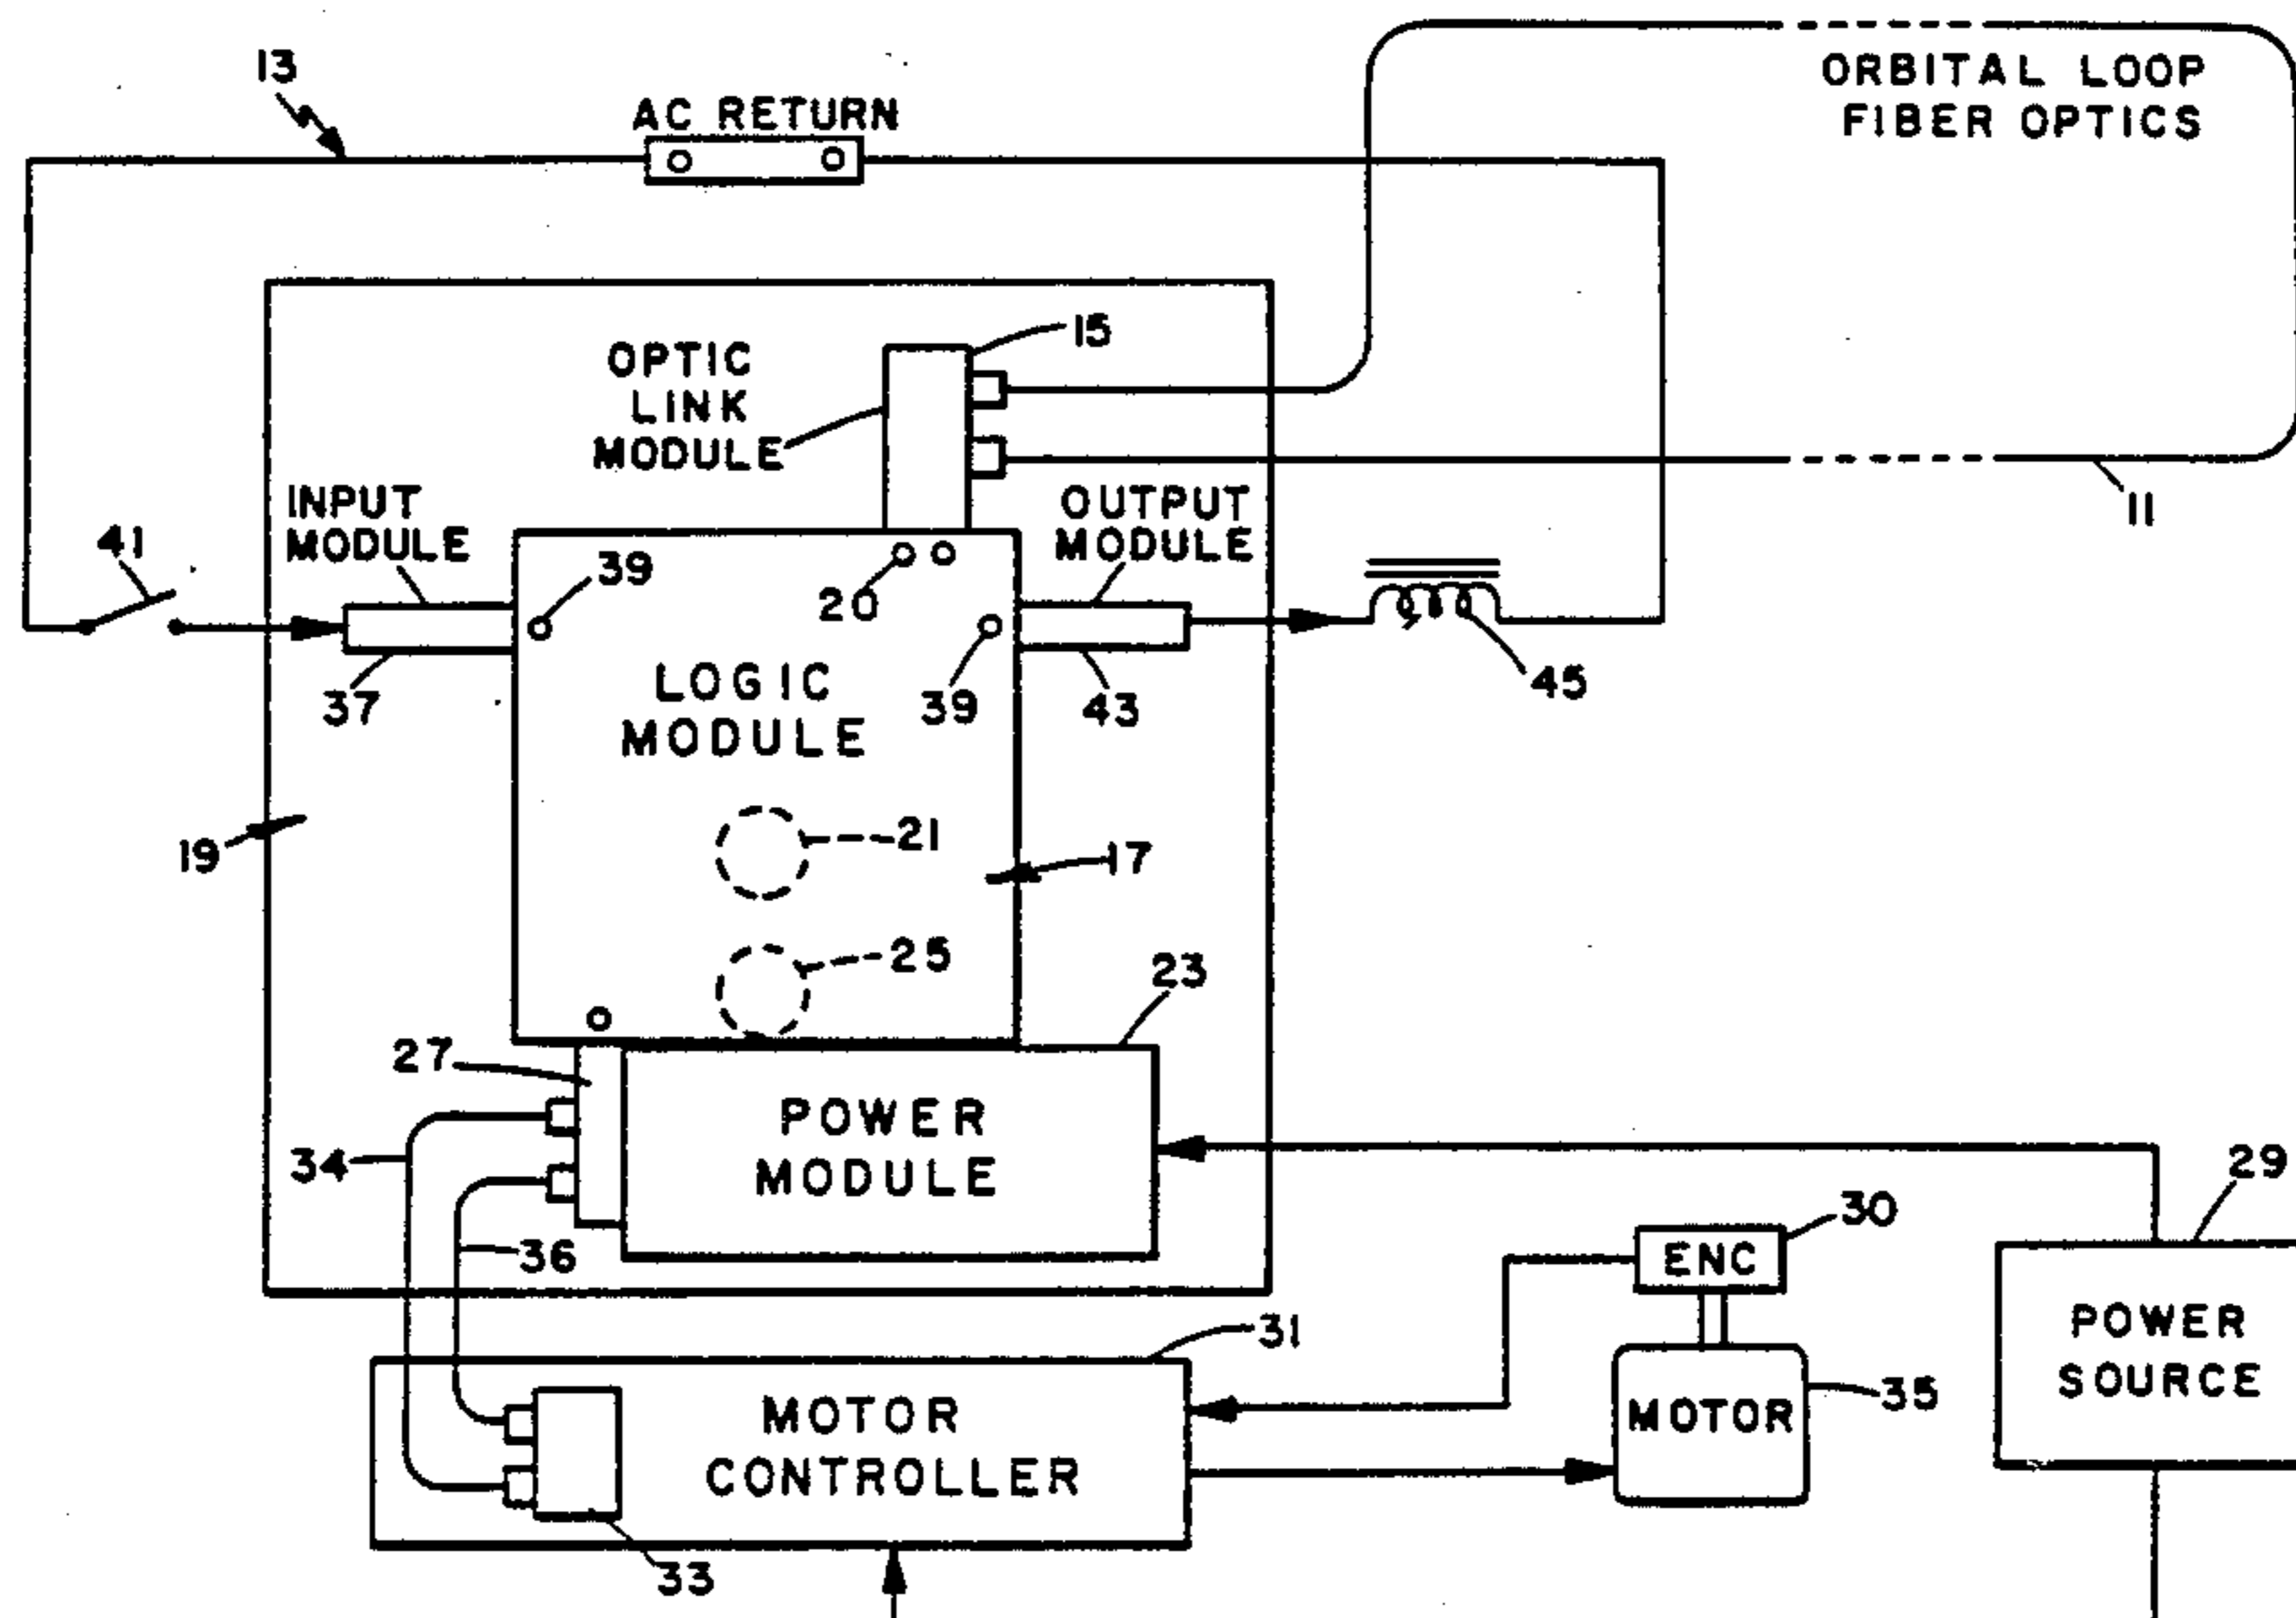 13
AC RETURN
ORBITAL LOOP
FIBER OPTICS
15
OPTIC
LINK
MODULE
11
INPUT
MODULE
OUTPUT
MODULE
41
39
20
39
37
43
45
LOGIC
MODULE
19
21
17
25
23
27
POWER
MODULE
34
36
29
30
ENC
31
POWER
SOURCE
MOTOR
35
MOTOR
CONTROLLER
33